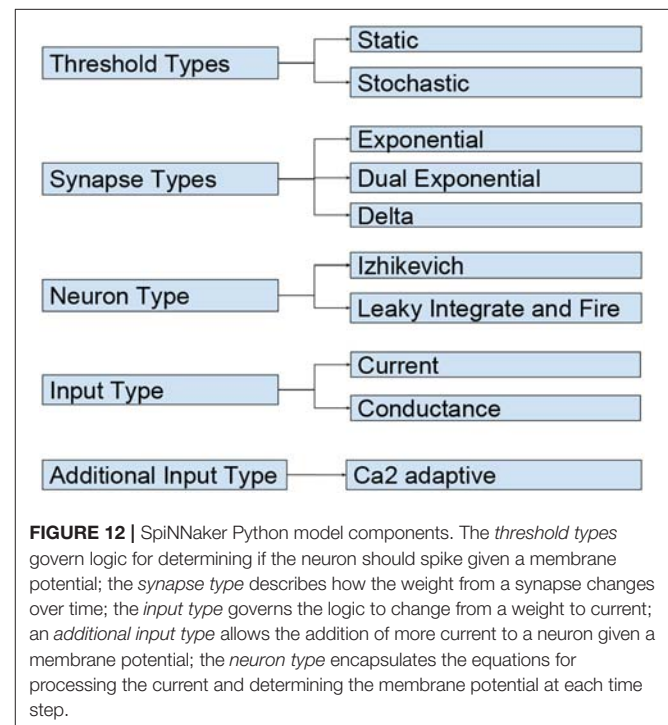 Threshold Types
Static
Stochastic
Synapse Types
Exponential
Dual Exponential
Delta
Neuron Type
Izhikevich
Leaky Integrate and Fire
Input Type
Current
Conductance
Additional Input Type
Ca2 adaptive
FIGURE 12 | SpiNNaker Python model components. The threshold types
govern logic for determining if the neuron should spike given a membrane
potential; the synapse type describes how the weight from a synapse changes
over time; the input type governs the logic to change from a weight to current;
an additional input type allows the addition of more current to a neuron given a
membrane potential; the neuron type encapsulates the equations for
processing the current and determining the membrane potential at each time
step.